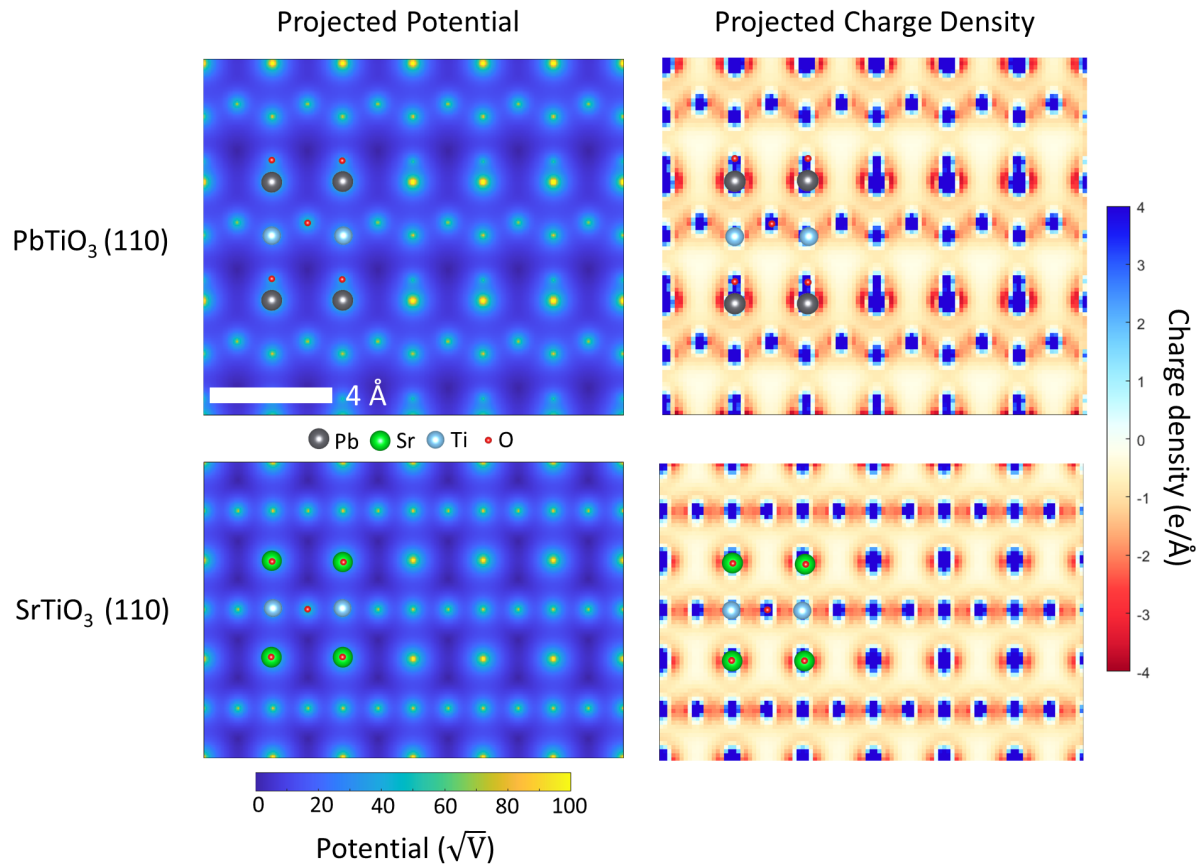 Projected Potential
Projected Charge Density
PbTiO₃ (110)
4 Å
Pb Sr Ti O
SrTiO₃ (110)
0 20 40 60 80 100
Potential (√V)
4
3
2
1
0
-1
-2
-3
-4
Charge density (e/Å)